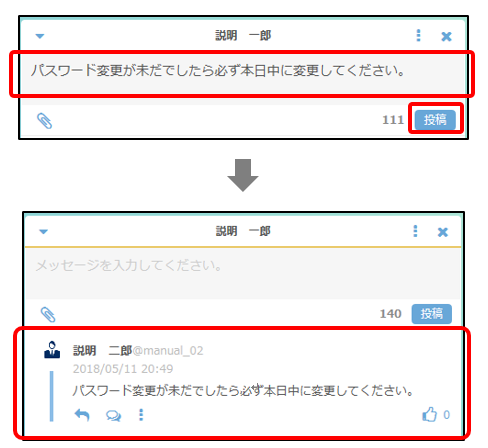 説明　一郎
パスワード変更が未だでしたら必ず本日中に変更してください。
111 投稿
説明　一郎
メッセージを入力してください。
140 投稿
説明　二郎@manual_02
2018/05/11 20:49
パスワード変更が未だでしたら必ず本日中に変更してください。
0